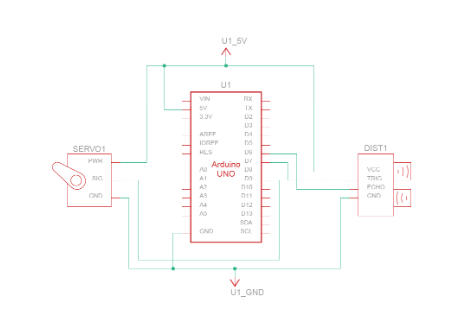 U1_5V
U1
VIN
5V
3.3V
AREF
IOREF
RES
A0
A1
A2
A3
A4
A5
GND
Arduino
UNO
RX
TX
D2
D3
D4
D5
D6
D7
D8
D9
D10
D11
D12
D13
SDA
SCL
SERVO1
PWR
SIG
GND
DIST1
VCC
TRIG
ECHO
GND
U1_GND